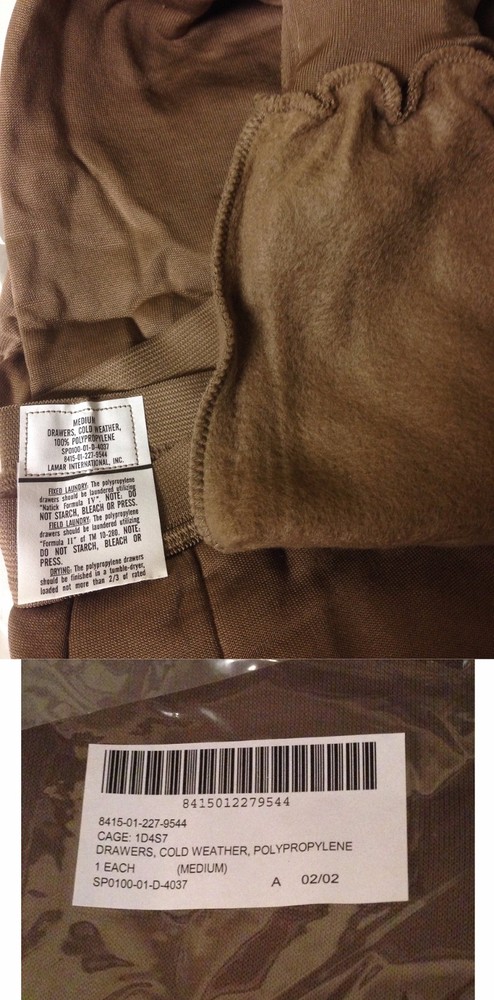 MEDIUM
DRAWERS, COLD WEATHER,
100% POLYPROPYLENE
SP0100-01-D-4037
8415-01-227-9544
LAMAR INTERNATIONAL, INC.
FIXED LAUNDRY: The polypropylene
drawers should be laundered utilizing
"Natick Formula IV". NOTE: DO
NOT STARCH, BLEACH OR PRESS.
FIELD LAUNDRY: The polypropylene
drawers should be laundered utilizing
"Formula II" of TM 10-280. NOTE:
DO NOT STARCH, BLEACH OR
PRESS.
DRYING: The polypropylene drawers
should be finished in a tumble-dryer,
loaded not more than 2/3 of rated
8415012279544
8415-01-227-9544
CAGE: 1D4S7
DRAWERS, COLD WEATHER, POLYPROPYLENE
1 EACH (MEDIUM)
SP0100-01-D-4037 A 02/02